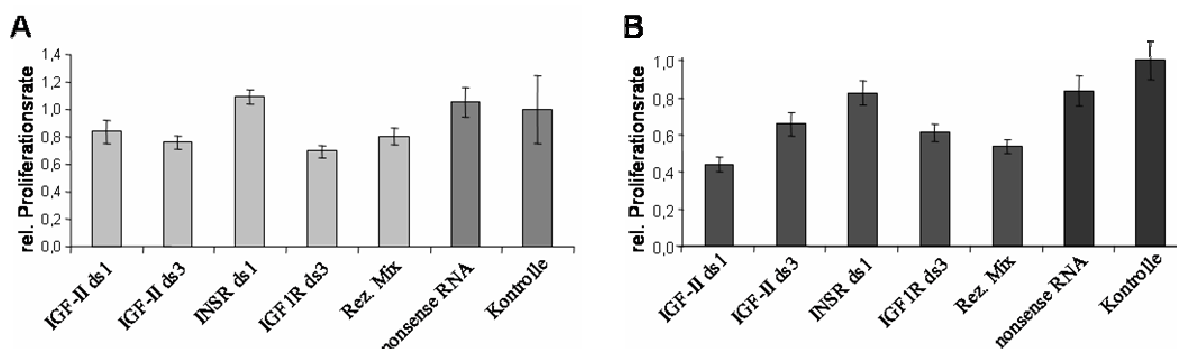 A
rel. Proliferationsrate
1,4
1,2
1,0
0,8
0,6
0,4
0,2
0,0
IGF-II ds1
IGF-II ds3
INSR ds1
IGF1R ds3
Rez. Mix
nonsense RNA
Kontrolle
B
rel. Proliferationsrate
1,0
0,8
0,6
0,4
0,2
0,0
IGF-II ds1
IGF-II ds3
INSR ds1
IGF1R ds3
Rez. Mix
nonsense RNA
Kontrolle